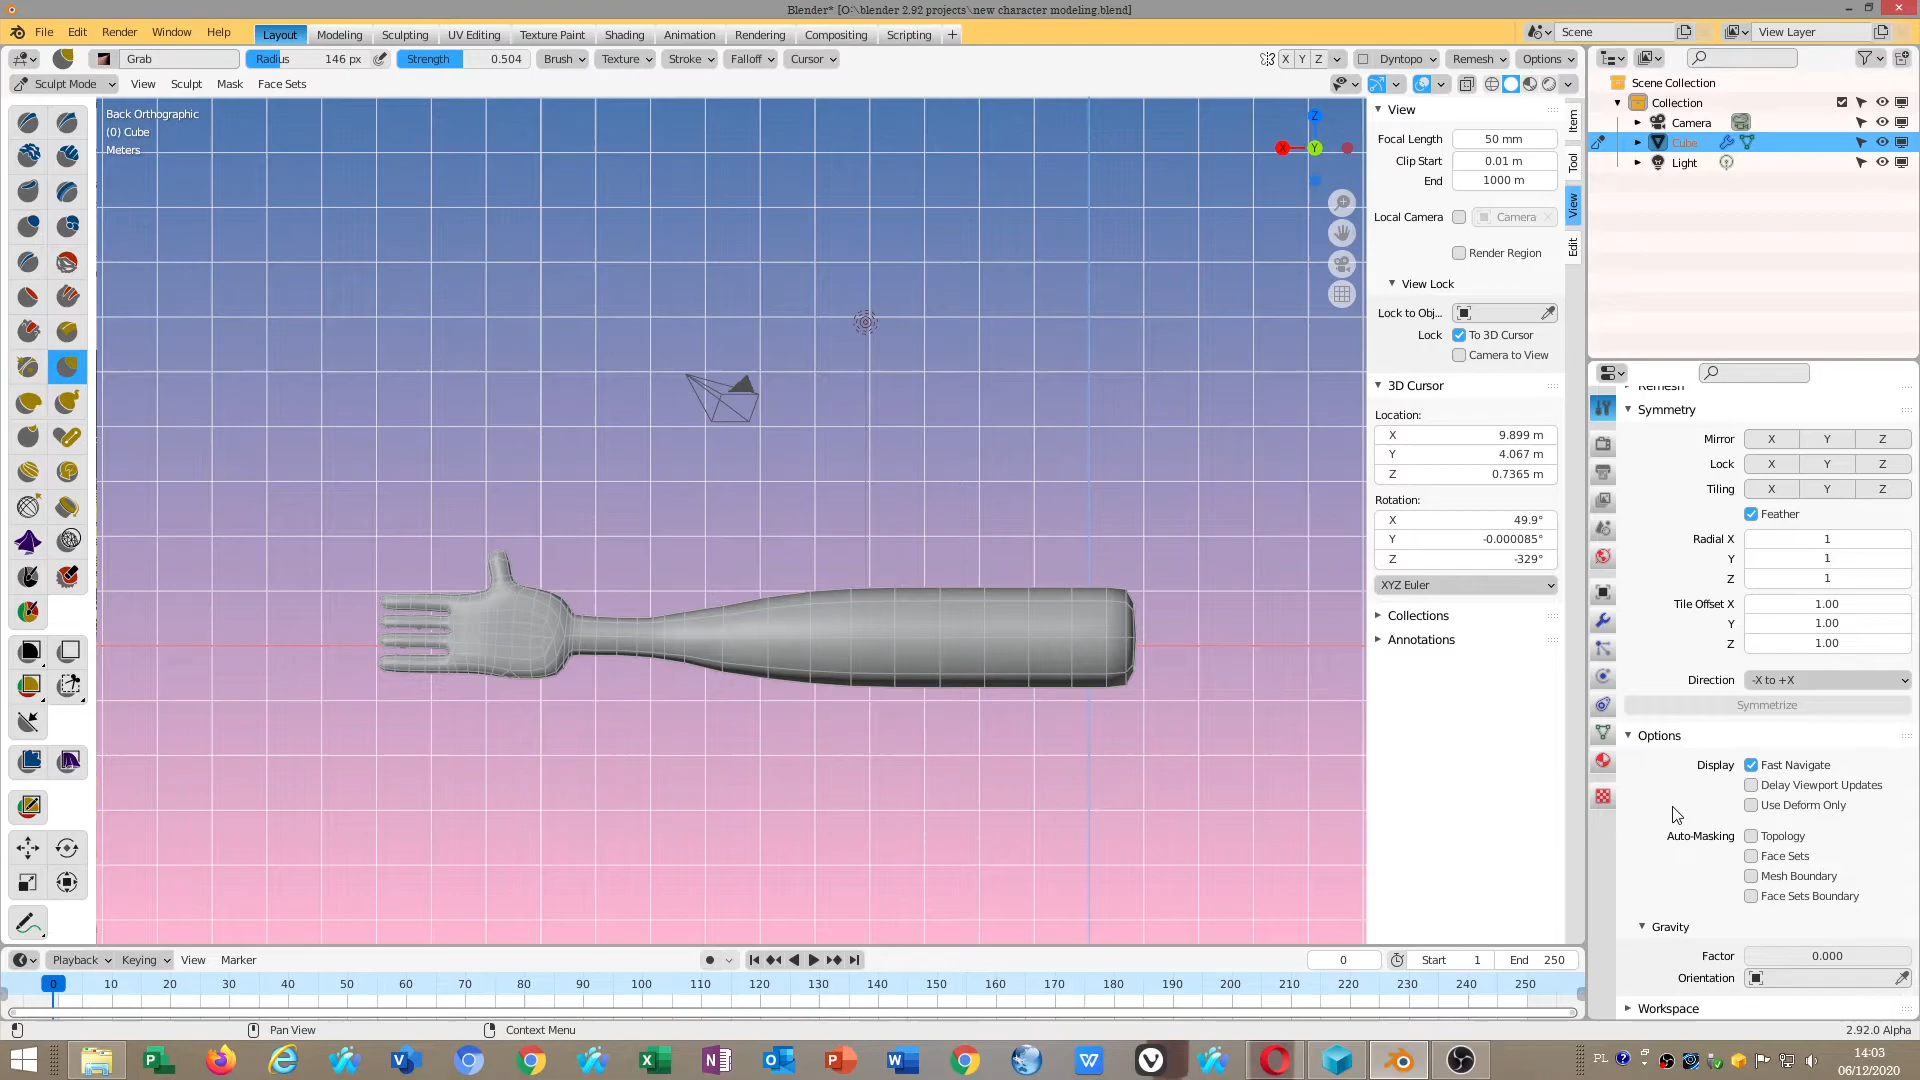 Blender* [O:\blender 2.92 projects\new character modeling.blend]
File Edit Render Window Help Layout Modeling Sculpting UV Editing Texture Paint Shading Animation Rendering Compositing Scripting + Scene View Layer
Grab Radius 146 px Strength 0.504 Brush Texture Stroke Falloff Cursor X Y Z Dyntopo Remesh Options
Sculpt Mode View Sculpt Mask Face Sets
Back Orthographic
(0) Cube
Meters
Z
X
Y
View
Focal Length 50 mm
Clip Start 0.01 m
End 1000 m
Local Camera Camera
Render Region
View Lock
Lock to Obj...
Lock To 3D Cursor
Camera to View
3D Cursor
Location:
X 9.899 m
Y 4.067 m
Z 0.7365 m
Rotation:
X 49.9°
Y -0.000085°
Z -329°
XYZ Euler
Collections
Annotations
Item
Tool
View
Edit
Scene Collection
Collection
Camera
Cube
Light
Remesh
Symmetry
Mirror X Y Z
Lock X Y Z
Tiling X Y Z
Feather
Radial X 1
Y 1
Z 1
Tile Offset X 1.00
Y 1.00
Z 1.00
Direction -X to +X
Symmetrize
Options
Display Fast Navigate
Delay Viewport Updates
Use Deform Only
Auto-Masking Topology
Face Sets
Mesh Boundary
Face Sets Boundary
Gravity
Factor 0.000
Orientation
Workspace
Playback Keying View Marker 0 Start 1 End 250
0 10 20 30 40 50 60 70 80 90 100 110 120 130 140 150 160 170 180 190 200 210 220 230 240 250
Pan View Context Menu 2.92.0 Alpha
PL 14:03
06/12/2020